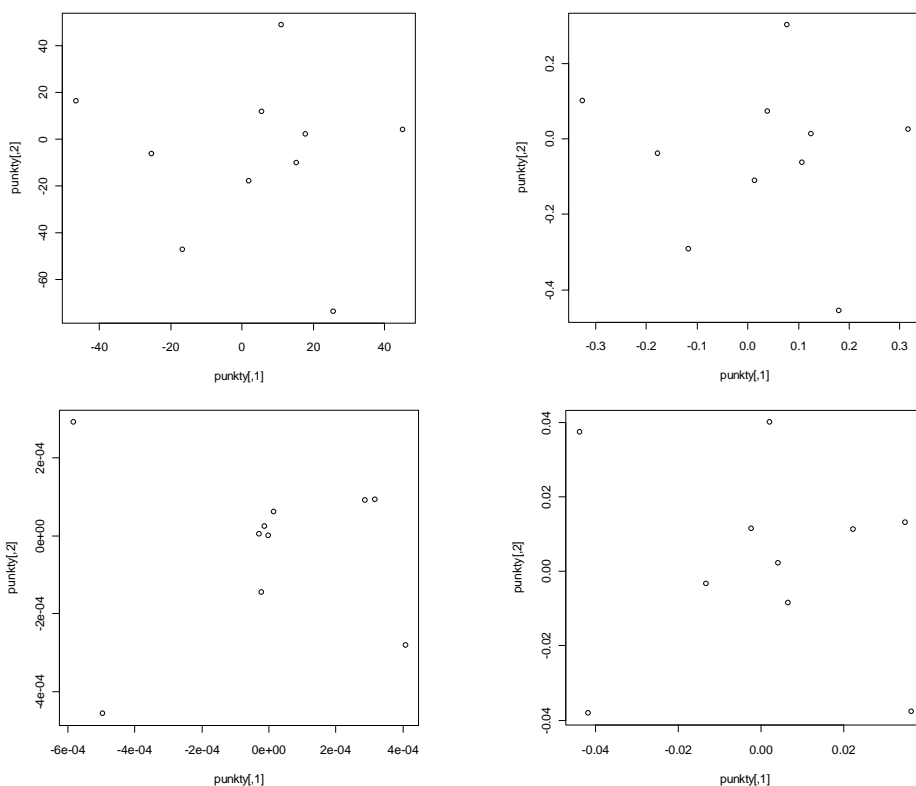 40
20
0
-20
-40
-60
punkty[,2]
-40 -20 0 20 40
punkty[,1]
0.2
0.0
-0.2
-0.4
punkty[,2]
-0.3 -0.2 -0.1 0.0 0.1 0.2 0.3
punkty[,1]
2e-04
0e+00
-2e-04
-4e-04
punkty[,2]
-6e-04 -4e-04 -2e-04 0e+00 2e-04 4e-04
punkty[,1]
0.04
0.02
0.00
-0.02
-0.04
punkty[,2]
-0.04 -0.02 0.00 0.02
punkty[,1]